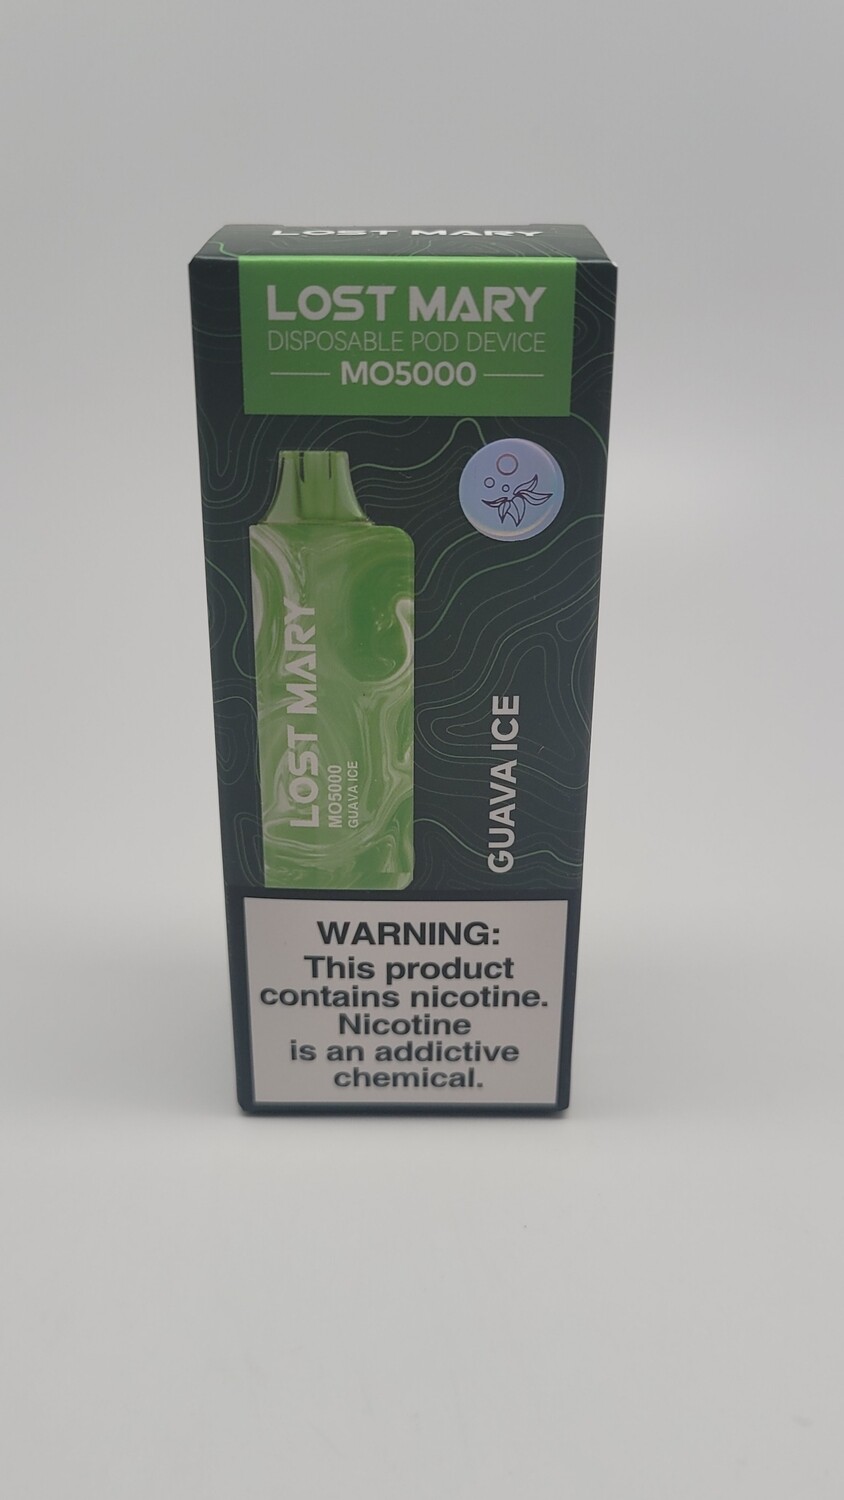 LOST MARY
LOST MARY
DISPOSABLE POD DEVICE
MO5000
LOST MARY
MO5000
GUAVA ICE
GUAVA ICE
WARNING:
This product
contains nicotine.
Nicotine
is an addictive
chemical.